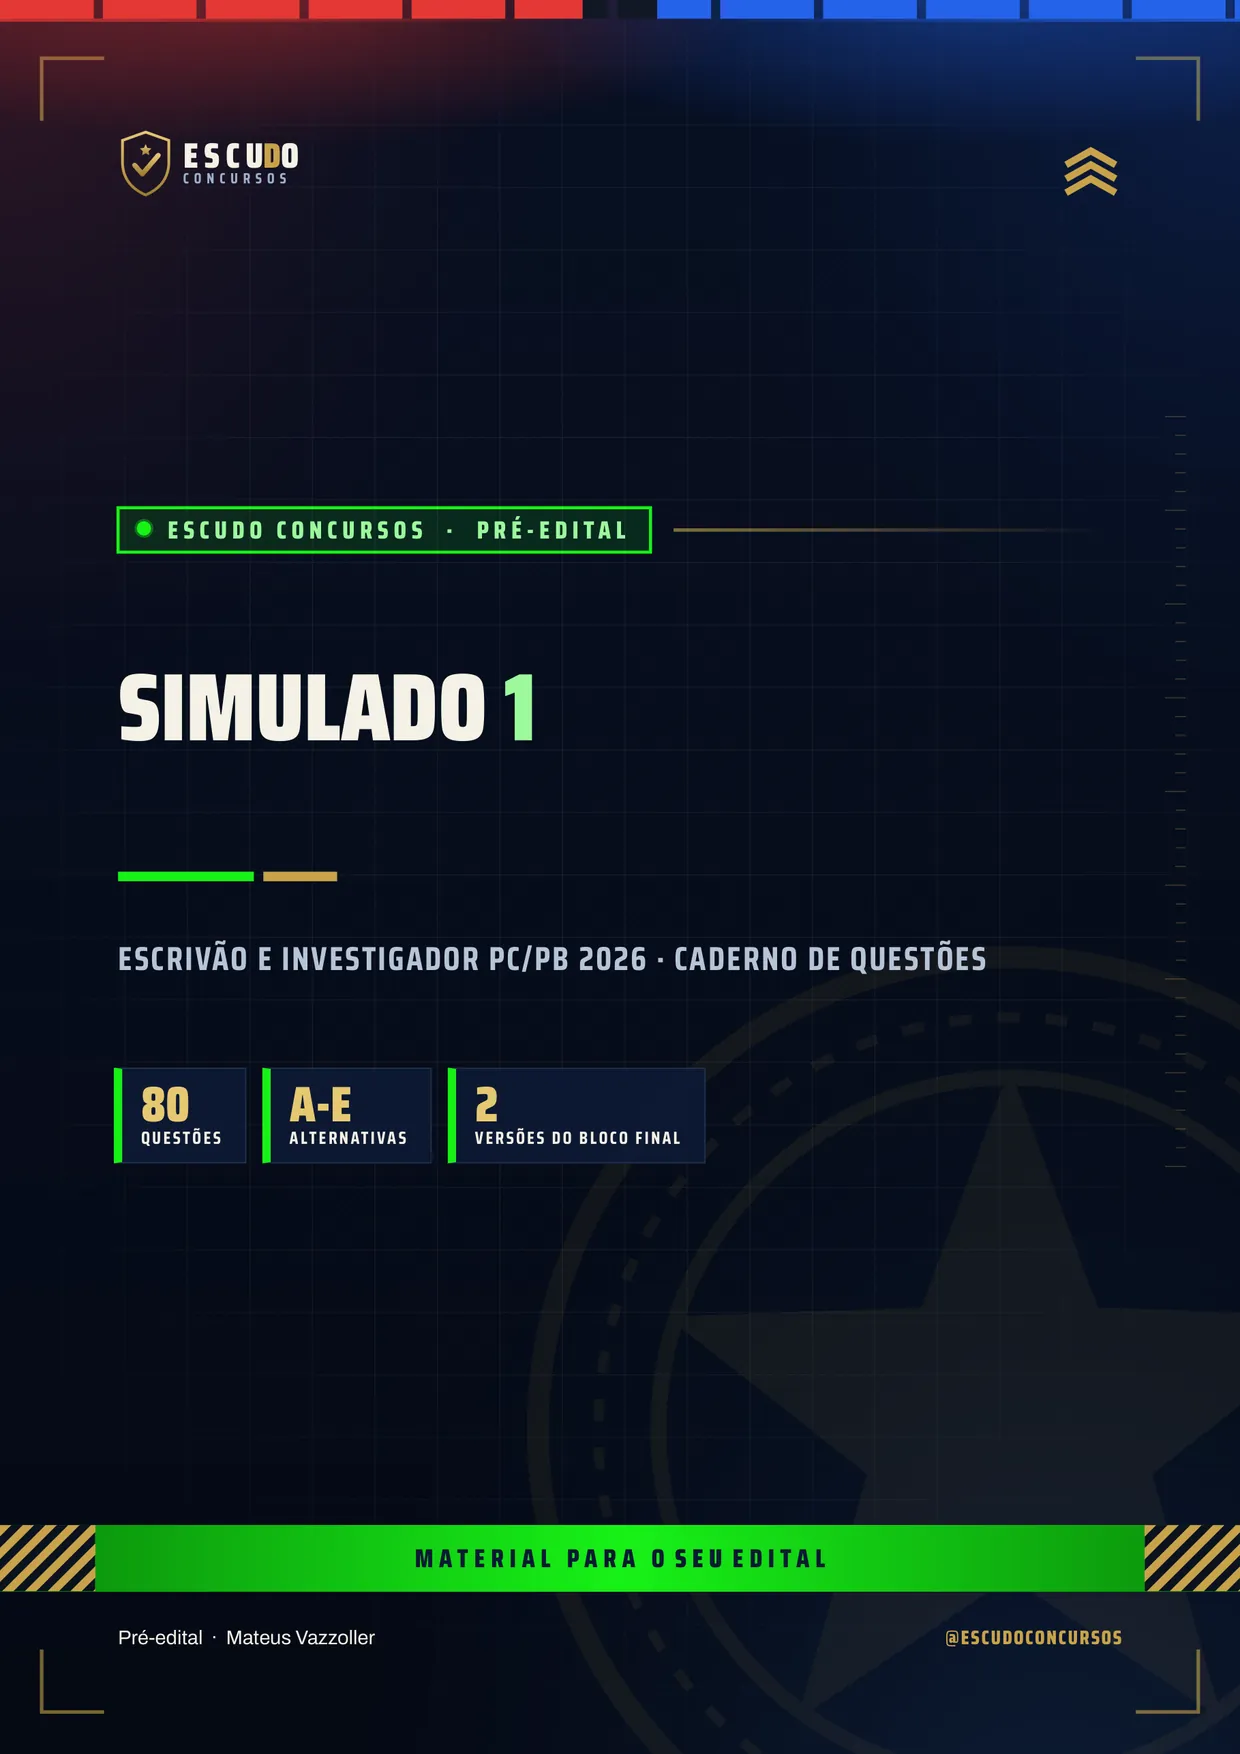 ESCUDO
CONCURSOS
ESCUDO CONCURSOS · PRÉ-EDITAL
SIMULADO 1
ESCRIVÃO E INVESTIGADOR PC/PB 2026 · CADERNO DE QUESTÕES
80
QUESTÕES
A-E
ALTERNATIVAS
2
VERSÕES DO BLOCO FINAL
MATERIAL PARA O SEU EDITAL
Pré-edital · Mateus Vazzoller
@ESCUDOCONCURSOS